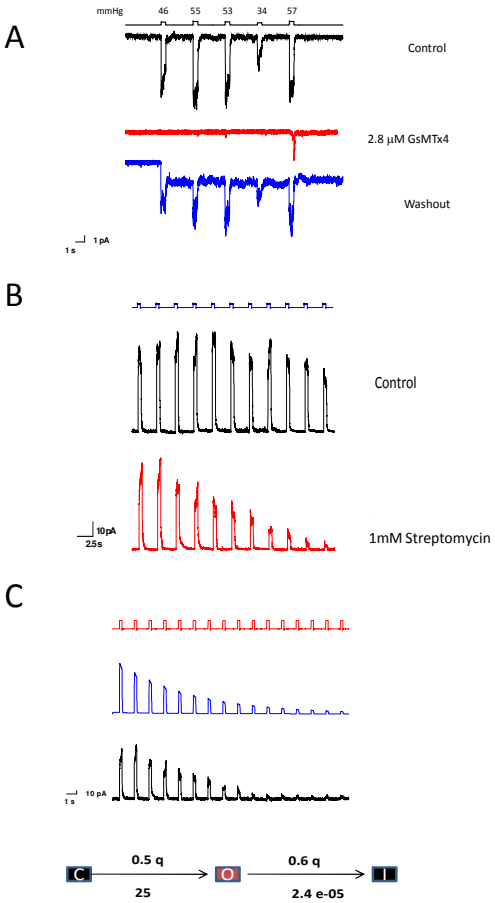 A
mmHg 46 55 53 34 57
Control
2.8 µM GsMTx4
Washout
1 s 1 pA
B
Control
10pA
2.5s
1mM Streptomycin
C
1 s 10 pA
0.5 q 0.6 q
C O I
25 2.4 e-05